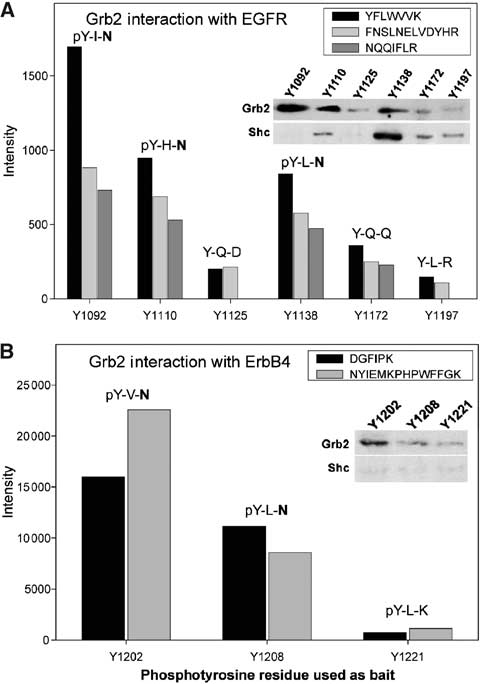 A
Grb2 interaction with EGFR
YFLWVVK
FNSLNELVDYHR
NQQIFLR
pY-I-N
pY-H-N
Y-Q-D
pY-L-N
Y-Q-Q
Y-L-R
Y1092 Y1110 Y1125 Y1138 Y1172 Y1197
Grb2
Shc
Intensity
1500
1000
500
0
Y1092 Y1110 Y1125 Y1138 Y1172 Y1197
B
Grb2 interaction with ErbB4
DGFIPK
NYIEMKPHPWFFGK
pY-V-N
pY-L-N
pY-L-K
Y1202 Y1208 Y1221
Grb2
Shc
Intensity
25000
20000
15000
10000
5000
0
Y1202 Y1208 Y1221
Phosphotyrosine residue used as bait